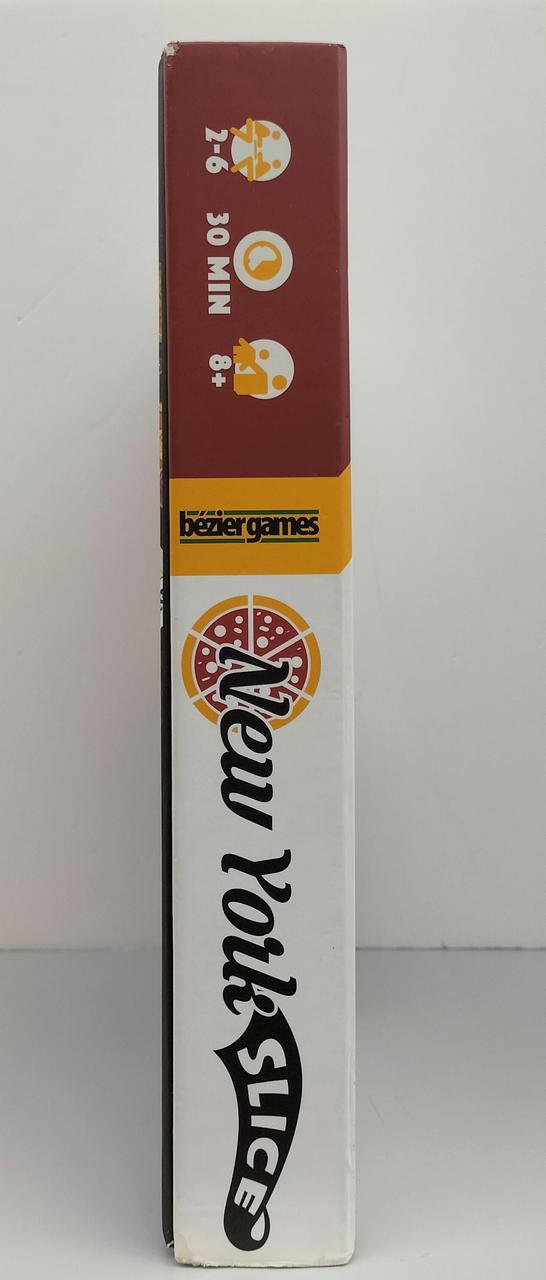 2-6
30 MIN
8+
bézier games
New York
SLICE